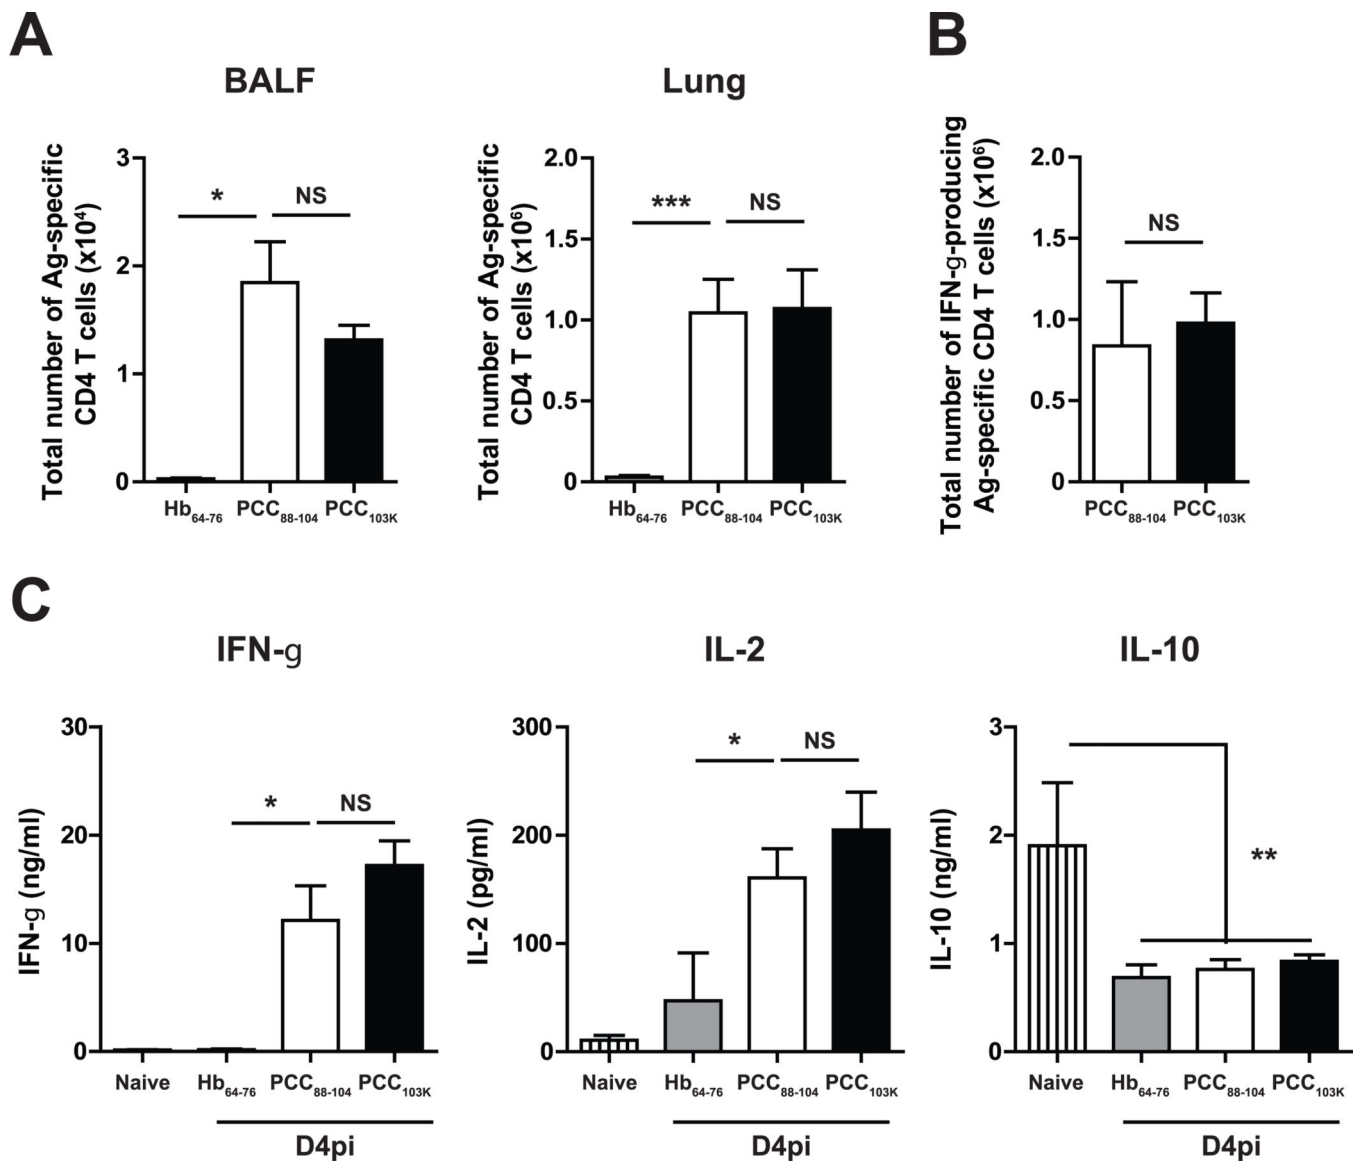 A
B
BALF
Lung
Total number of Ag-specific
CD4 T cells (x10⁴)
3
2
1
0
*
NS
Hb₆₄₋₇₆
PCC₈₈₋₁₀₄
PCC₁₀₃K
Total number of Ag-specific
CD4 T cells (x10⁶)
2.0
1.5
1.0
0.5
0
***
NS
Hb₆₄₋₇₆
PCC₈₈₋₁₀₄
PCC₁₀₃K
Total number of IFN-g-producing
Ag-specific CD4 T cells (x10⁶)
2.0
1.5
1.0
0.5
0
NS
PCC₈₈₋₁₀₄
PCC₁₀₃K
C
IFN-g
IFN-g (ng/ml)
30
20
10
0
*
NS
Naive
Hb₆₄₋₇₆
PCC₈₈₋₁₀₄
PCC₁₀₃K
D4pi
IL-2
IL-2 (pg/ml)
300
200
100
0
*
NS
Naive
Hb₆₄₋₇₆
PCC₈₈₋₁₀₄
PCC₁₀₃K
D4pi
IL-10
IL-10 (ng/ml)
3
2
1
0
**
Naive
Hb₆₄₋₇₆
PCC₈₈₋₁₀₄
PCC₁₀₃K
D4pi